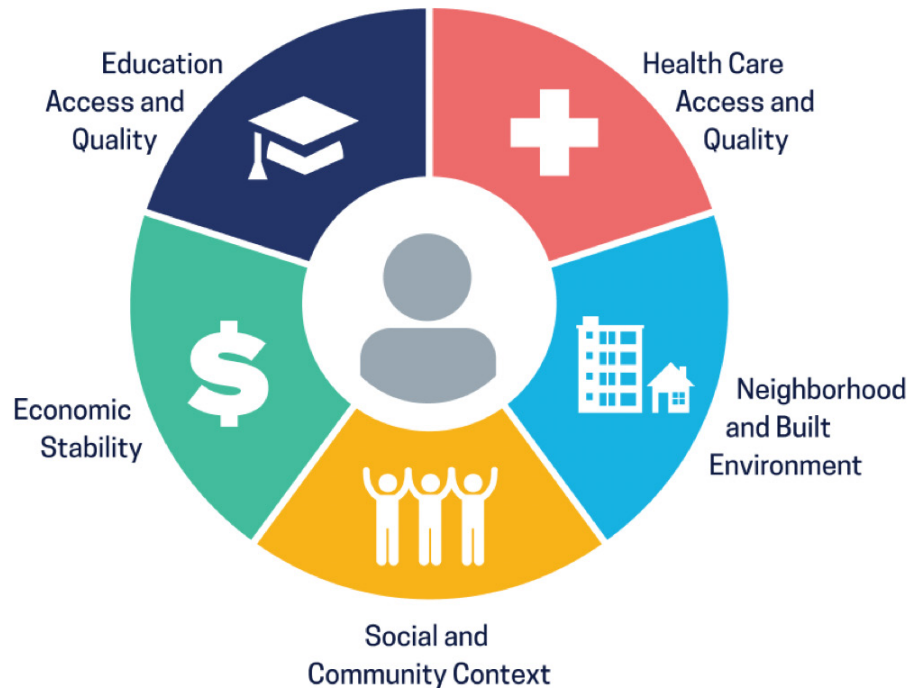 Education
Access and
Quality
Health Care
Access and
Quality
Economic
Stability
Neighborhood
and Built
Environment
Social and
Community Context